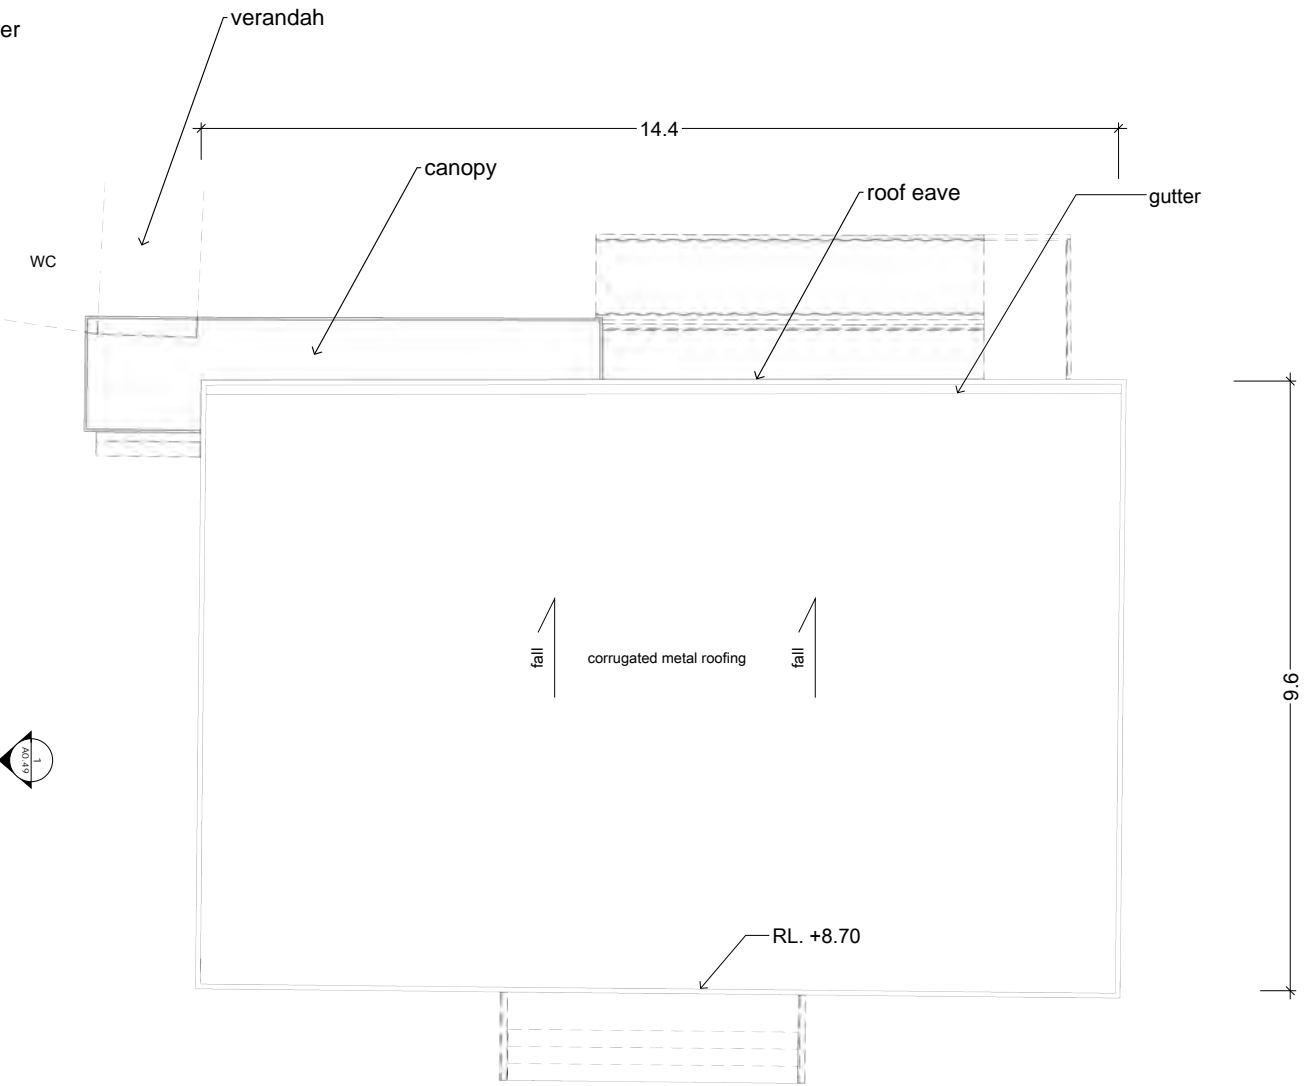 verandah
er
14.4
canopy
roof eave
gutter
WC
fall
corrugated metal roofing
fall
9.6
1
A0.49
RL. +8.70